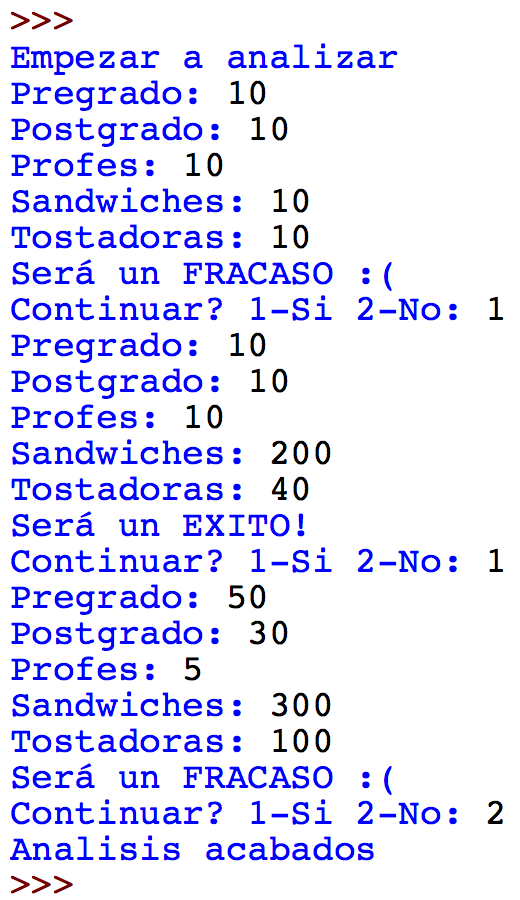 >>>
Empezar a analizar
Pregrado: 10
Postgrado: 10
Profes: 10
Sandwiches: 10
Tostadoras: 10
Será un FRACASO :(
Continuar? 1-Si 2-No: 1
Pregrado: 10
Postgrado: 10
Profes: 10
Sandwiches: 200
Tostadoras: 40
Será un EXITO!
Continuar? 1-Si 2-No: 1
Pregrado: 50
Postgrado: 30
Profes: 5
Sandwiches: 300
Tostadoras: 100
Será un FRACASO :(
Continuar? 1-Si 2-No: 2
Analisis acabados
>>>